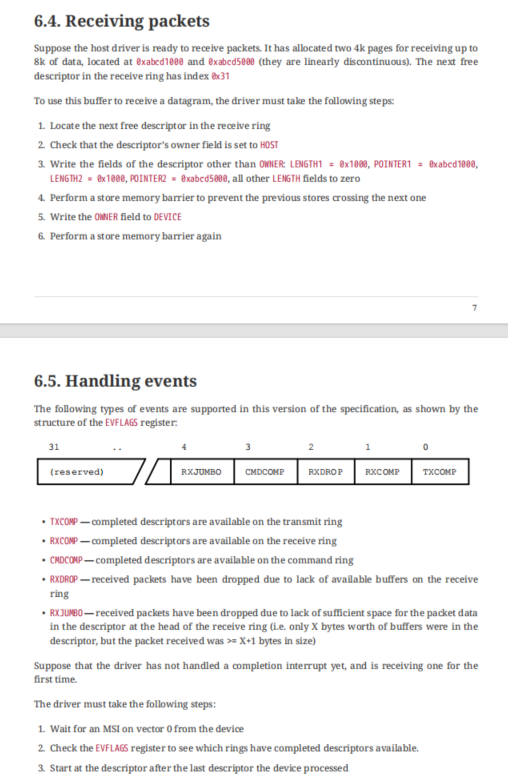 6.4. Receiving packets
Suppose the host driver is ready to receive packets. It has allocated two 4k pages for receiving up to
8k of data, located at 0xabcd1000 and 0xabcd5000 (they are linearly discontinuous). The next free
descriptor in the receive ring has index 0x31
To use this buffer to receive a datagram, the driver must take the following steps:
1. Locate the next free descriptor in the receive ring
2. Check that the descriptor's owner field is set to HOST
3. Write the fields of the descriptor other than OWNER: LENGTH1 = 0x1000, POINTER1 = 0xabcd1000,
LENGTH2 = 0x1000, POINTER2 = 0xabcd5000, all other LENGTH fields to zero
4. Perform a store memory barrier to prevent the previous stores crossing the next one
5. Write the OWNER field to DEVICE
6. Perform a store memory barrier again
7
6.5. Handling events
The following types of events are supported in this version of the specification, as shown by the
structure of the EVFLAGS register:
31 .. 4 3 2 1 0
(reserved) RXJUMBO CMDCOMP RXDROP RXCOMP TXCOMP
• TXCOMP — completed descriptors are available on the transmit ring
• RXCOMP — completed descriptors are available on the receive ring
• CMDCOMP — completed descriptors are available on the command ring
• RXDROP — received packets have been dropped due to lack of available buffers on the receive
ring
• RXJUMBO — received packets have been dropped due to lack of sufficient space for the packet data
in the descriptor at the head of the receive ring (i.e. only X bytes worth of buffers were in the
descriptor, but the packet received was >= X+1 bytes in size)
Suppose that the driver has not handled a completion interrupt yet, and is receiving one for the
first time.
The driver must take the following steps:
1. Wait for an MSI on vector 0 from the device
2. Check the EVFLAGS register to see which rings have completed descriptors available.
3. Start at the descriptor after the last descriptor the device processed